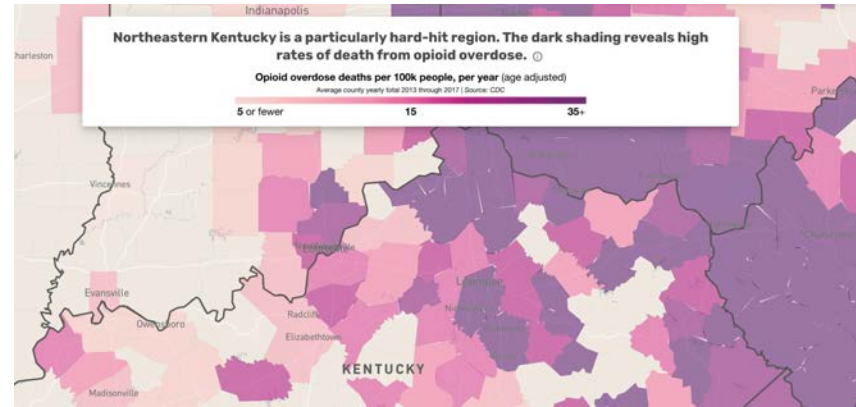 Indianapolis
Northeastern Kentucky is a particularly hard-hit region. The dark shading reveals high
rates of death from opioid overdose.
Opioid overdose deaths per 100k people, per year (age adjusted)
Average county yearly total 2013 through 2017 | Source: CDC
5 or fewer 15 35+
harleston
Vincennes
Evansville
Owensboro
Radcliff
Elizabethtown
KENTUCKY
Madisonville